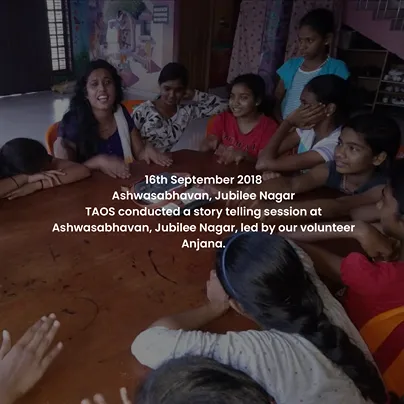 16th September 2018
Ashwasabhavan, Jubilee Nagar
TAOS conducted a story telling session at
Ashwasabhavan, Jubilee Nagar, led by our volunteer
Anjana.